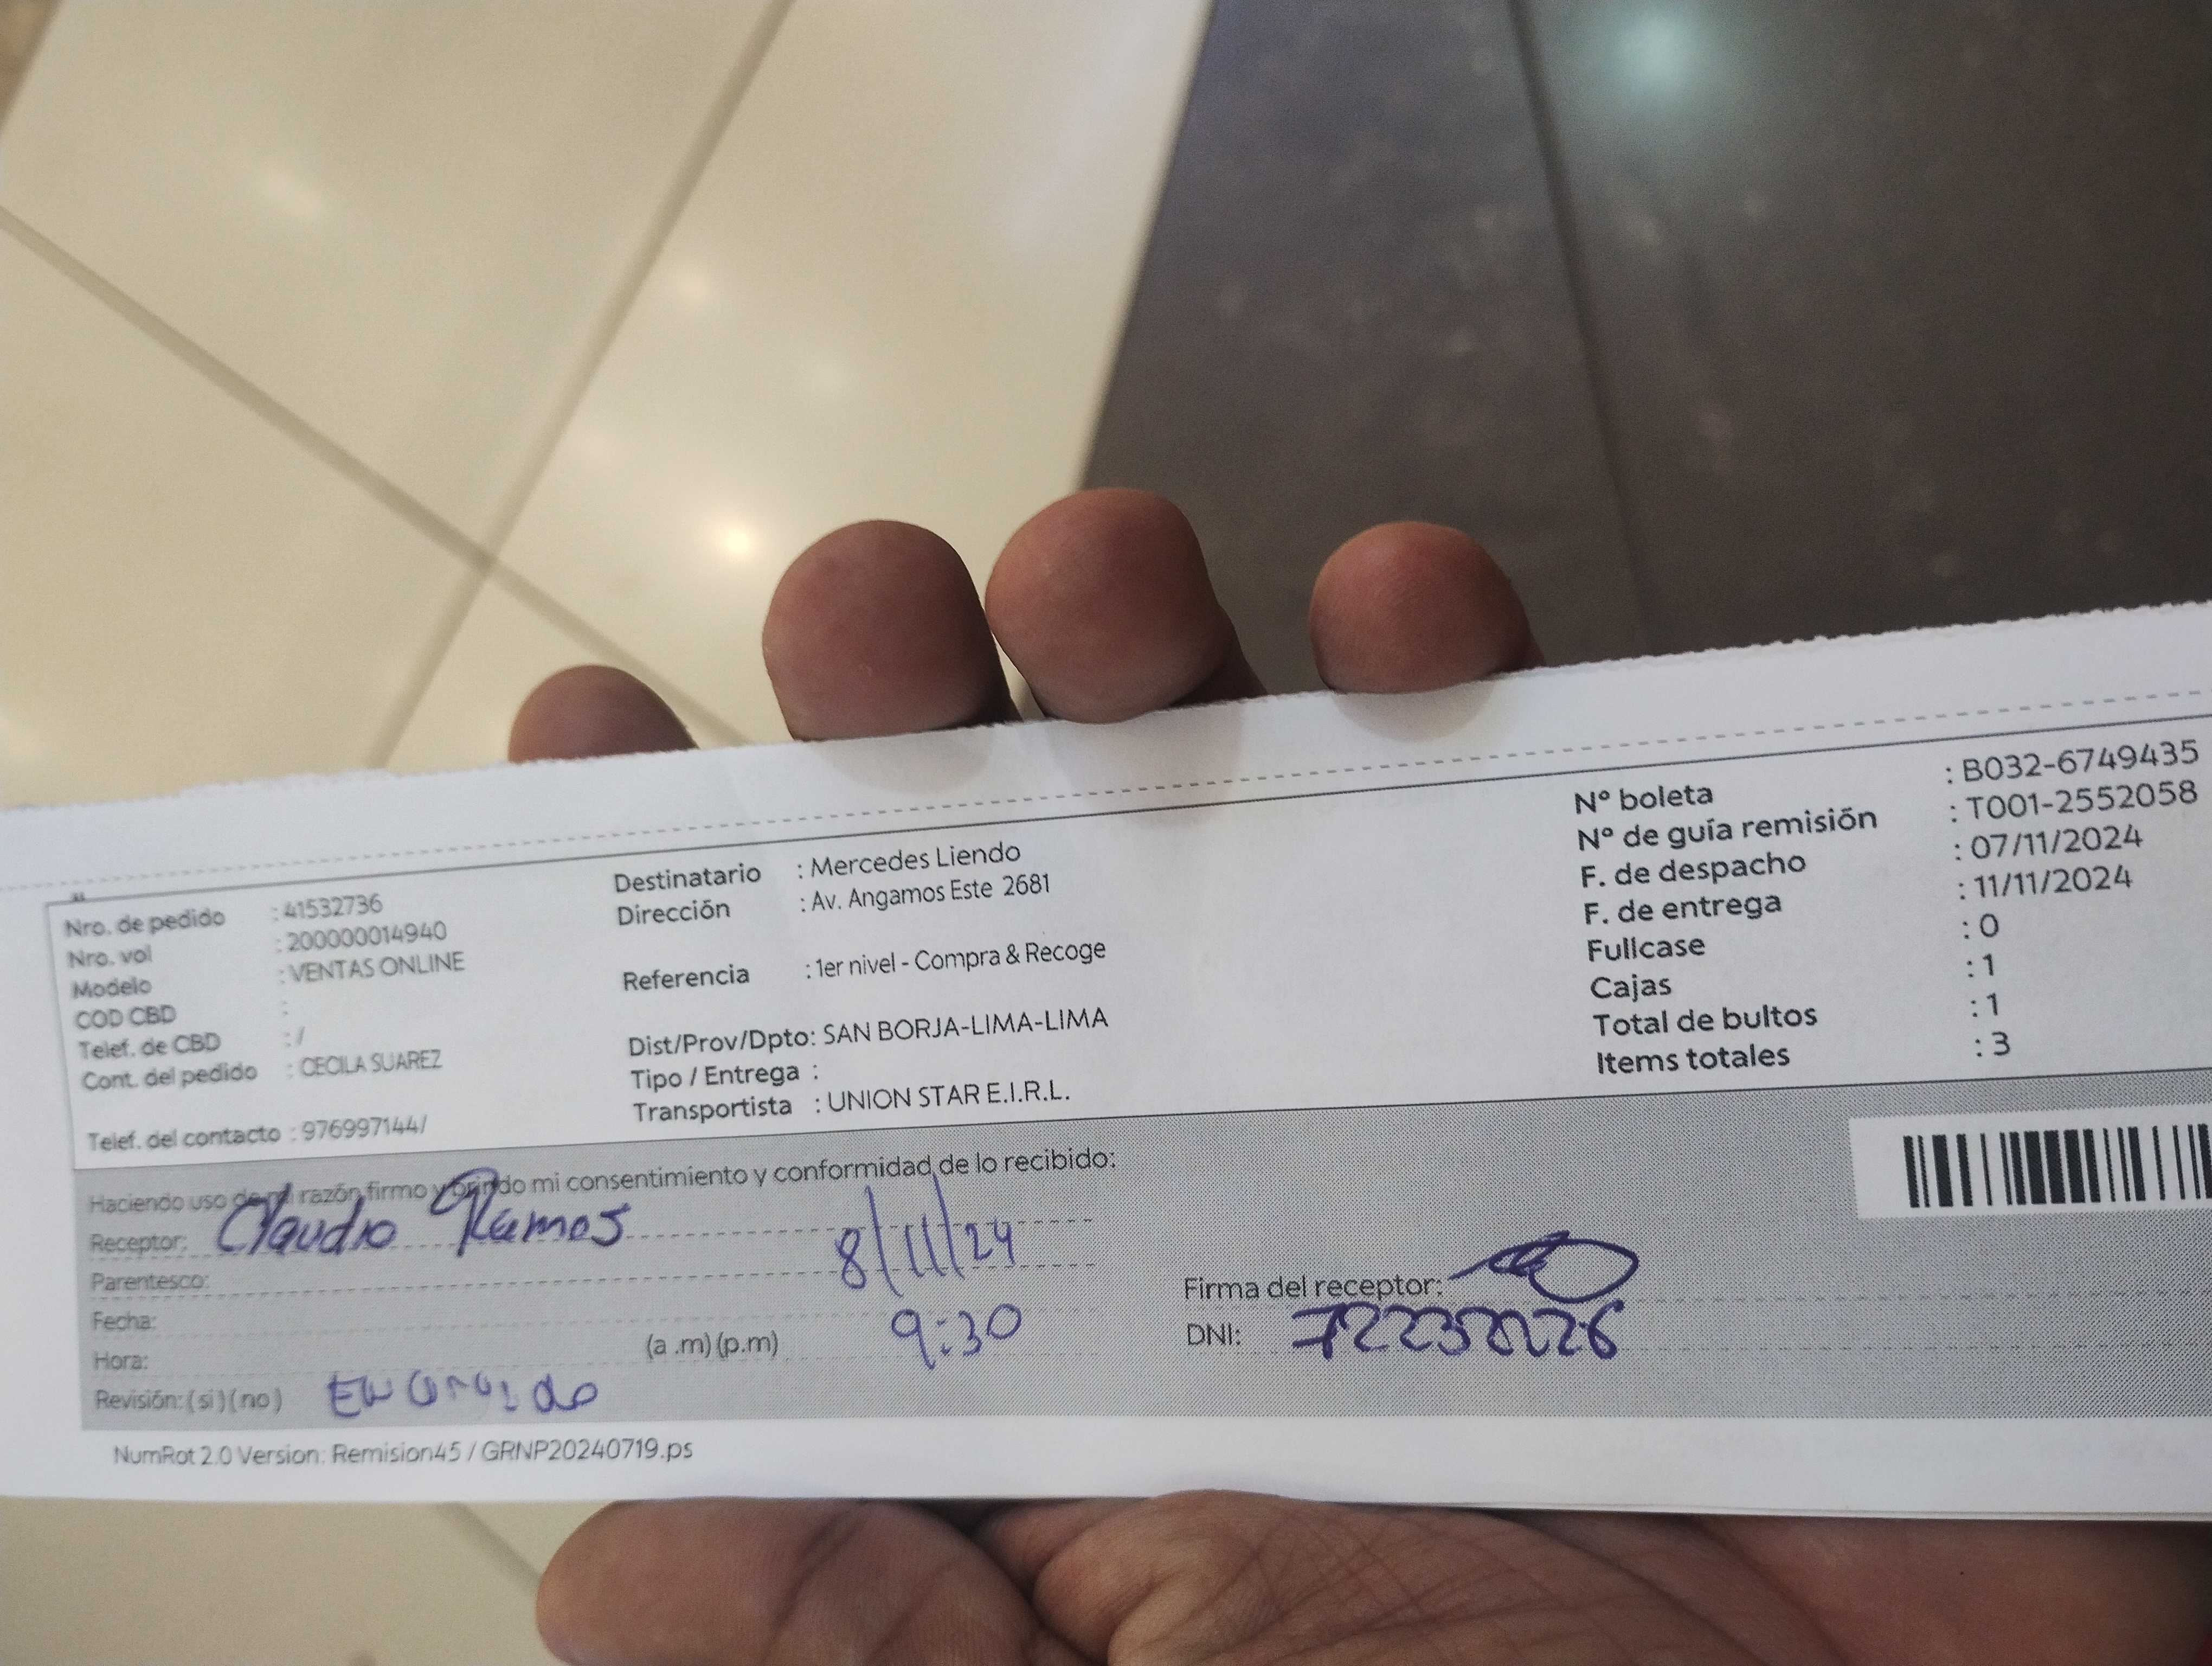 Nro. de pedido : 41532736
Nro. vol : 200000014940
Modelo : VENTAS ONLINE
COD CBD :
Telef. de CBD : /
Cont. del pedido : CECILA SUAREZ
Telef. del contacto : 976997144/
Destinatario : Mercedes Liendo
Dirección : Av. Angamos Este 2681
Referencia : 1er nivel - Compra & Recoge
Dist/Prov/Dpto: SAN BORJA-LIMA-LIMA
Tipo / Entrega :
Transportista : UNION STAR E.I.R.L.
N° boleta : B032-6749435
N° de guía remisión : T001-2552058
F. de despacho : 07/11/2024
F. de entrega : 11/11/2024
Fullcase : 0
Cajas : 1
Total de bultos : 1
Items totales : 3
Haciendo uso de mi razón firmo y brindo mi consentimiento y conformidad de lo recibido:
Receptor: Claudio Ramos
Parentesco: 8/11/24
Fecha:
Hora: (a .m) (p.m) 9:30
Revisión: (si) (no)
Firma del receptor:
DNI:
NumRot 2.0 Version: Remision45 / GRNP20240719.ps